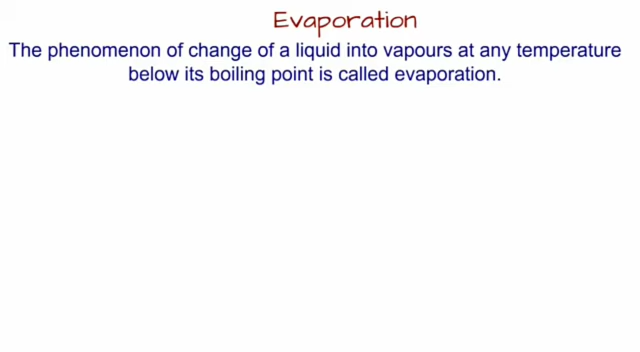 Evaporation
The phenomenon of change of a liquid into vapours at any temperature
below its boiling point is called evaporation.